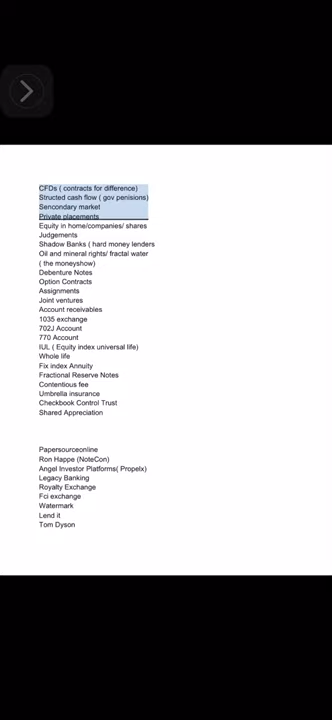 CFDs ( contracts for difference)
Structed cash flow ( gov penisions)
Sencondary market
Private placements
Equity in home/companies/ shares
Judgements
Shadow Banks ( hard money lenders
Oil and mineral rights/ fractal water
( the moneyshow)
Debenture Notes
Option Contracts
Assignments
Joint ventures
Account receivables
1035 exchange
702J Account
770 Account
IUL ( Equity index universal life)
Whole life
Fix index Annuity
Fractional Reserve Notes
Contentious fee
Umbrella insurance
Checkbook Control Trust
Shared Appreciation
Papersourceonline
Ron Happe (NoteCon)
Angel Investor Platforms( Propelx)
Legacy Banking
Royalty Exchange
Fci exchange
Watermark
Lend it
Tom Dyson